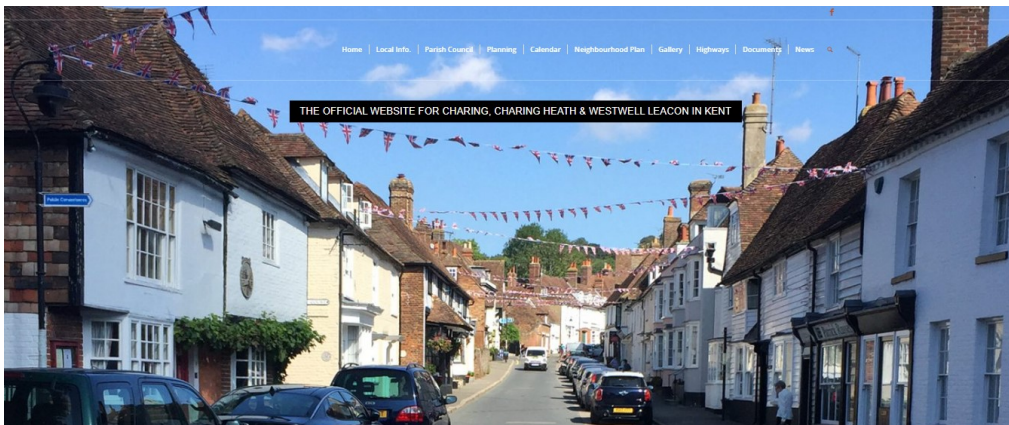 Home Local Info. Parish Council Planning Calendar Neighbourhood Plan Gallery Highways Documents News
THE OFFICIAL WEBSITE FOR CHARING, CHARING HEATH & WESTWELL LEACON IN KENT
Public Conveniences